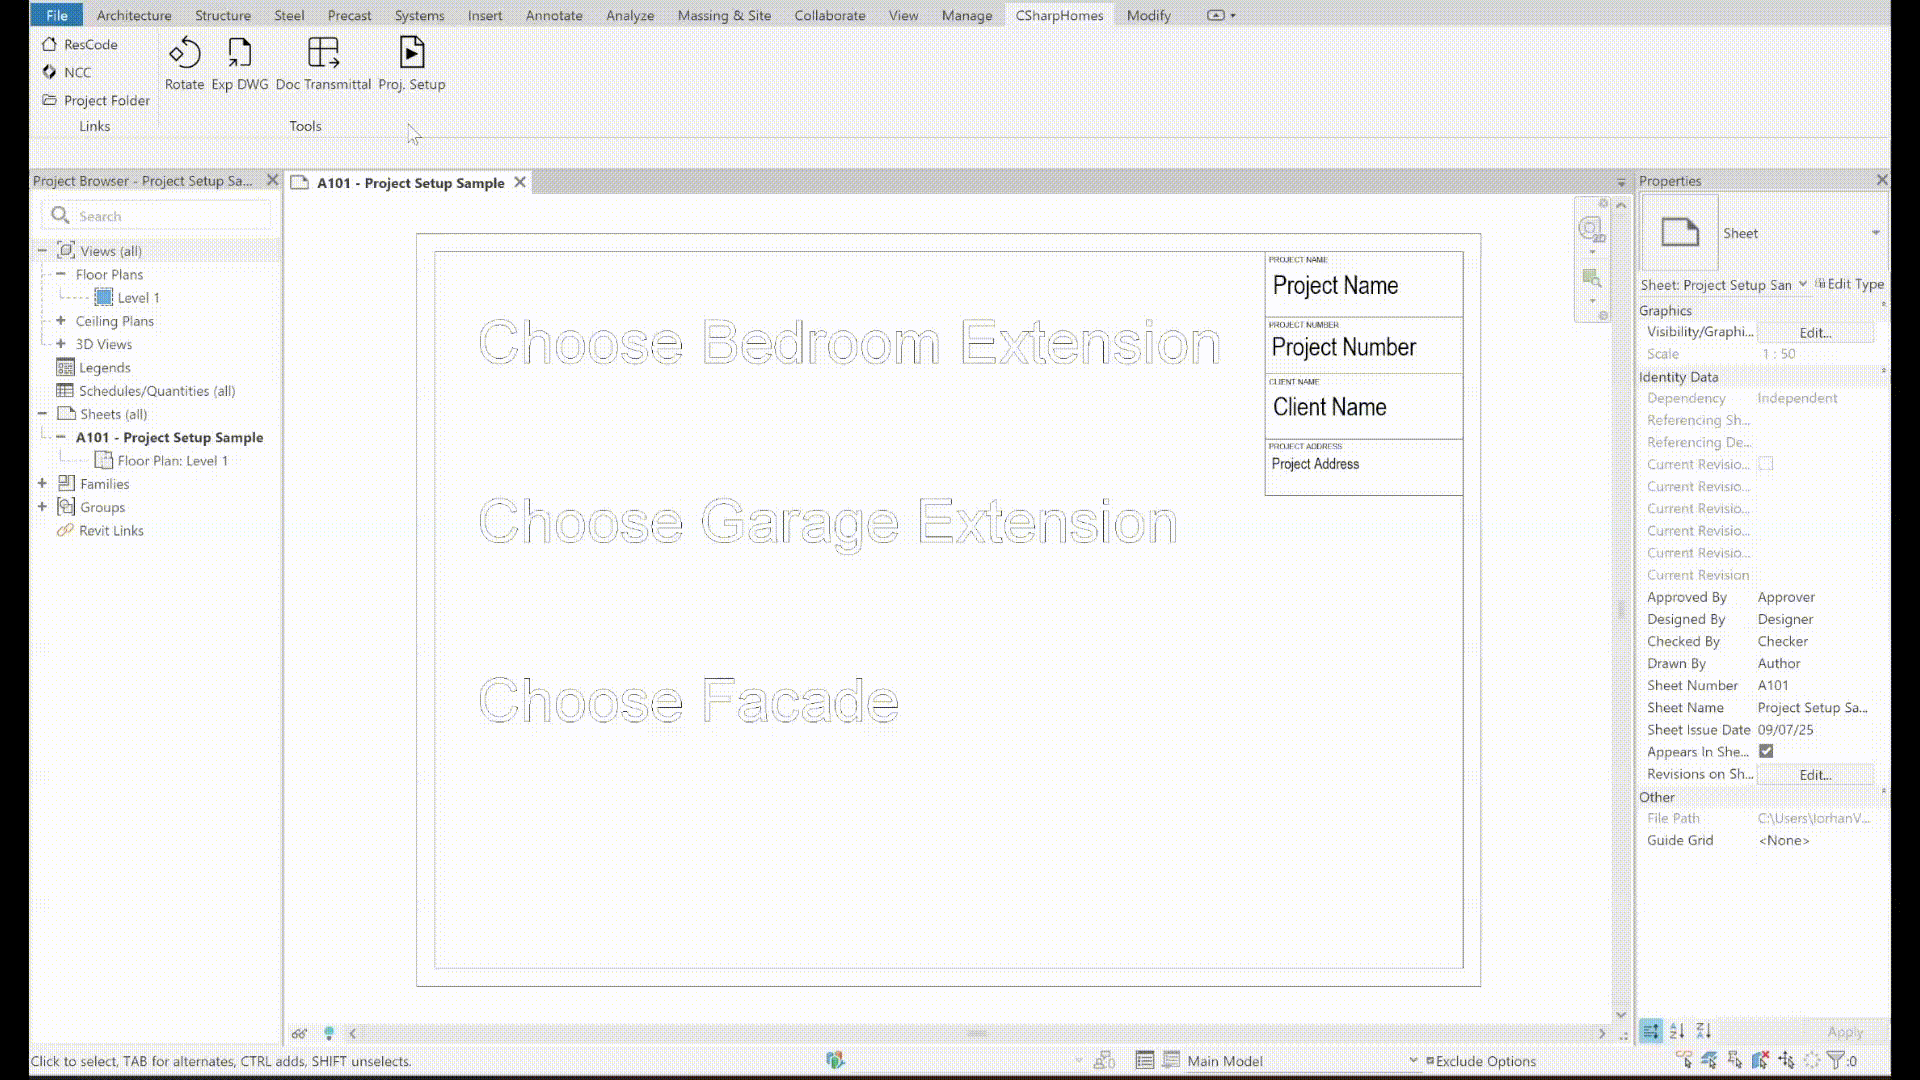 File Architecture Structure Steel Precast Systems Insert Annotate Analyze Massing & Site Collaborate View Manage CSharpHomes Modify
ResCode
NCC
Project Folder
Links
Rotate Exp DWG Doc Transmittal Proj. Setup
Tools
Project Browser - Project Setup Sa...
Search
Views (all)
Floor Plans
Level 1
Ceiling Plans
3D Views
Legends
Schedules/Quantities (all)
Sheets (all)
A101 - Project Setup Sample
Floor Plan: Level 1
Families
Groups
Revit Links
A101 - Project Setup Sample
Choose Bedroom Extension
Choose Garage Extension
Choose Facade
PROJECT NAME
Project Name
PROJECT NUMBER
Project Number
CLIENT NAME
Client Name
PROJECT ADDRESS
Project Address
2D
Properties
Sheet
Sheet: Project Setup San Edit Type
Graphics
Visibility/Graphi... Edit...
Scale 1 : 50
Identity Data
Dependency Independent
Referencing Sh...
Referencing De...
Current Revisio...
Current Revisio...
Current Revisio...
Current Revisio...
Current Revisio...
Current Revision
Approved By Approver
Designed By Designer
Checked By Checker
Drawn By Author
Sheet Number A101
Sheet Name Project Setup Sa...
Sheet Issue Date 09/07/25
Appears In She...
Revisions on Sh... Edit...
Other
File Path C:\Users\IorhanV...
Guide Grid <None>
Apply
Click to select, TAB for alternates, CTRL adds, SHIFT unselects.
Main Model
Exclude Options
:0